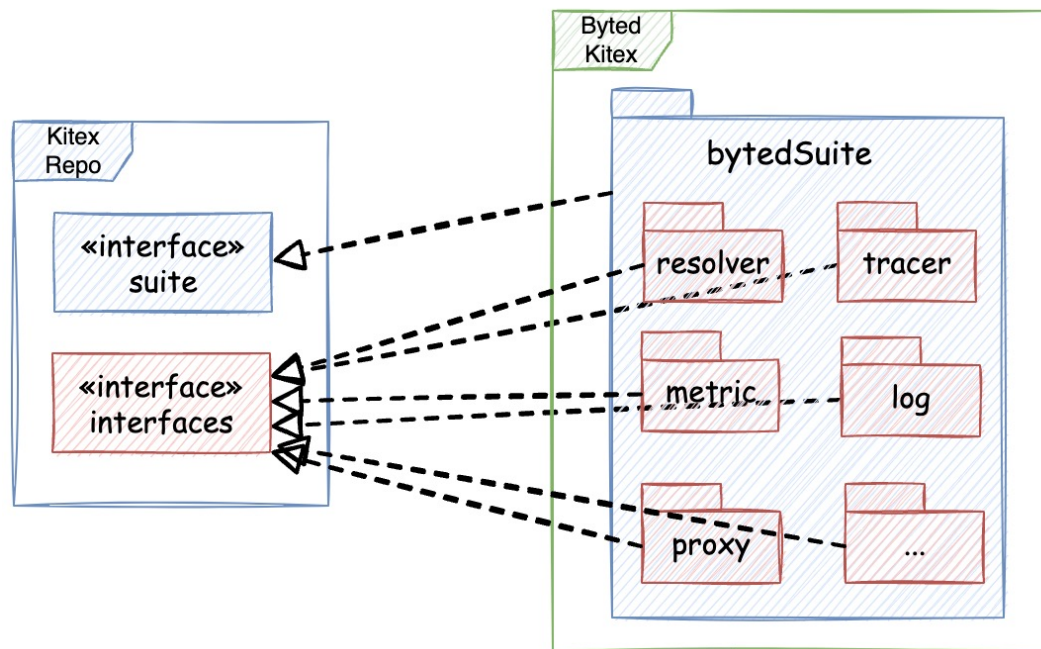 Byted
Kitex
Kitex
Repo
bytedSuite
«interface»
suite
resolver
tracer
«interface»
interfaces
metric
log
proxy
...